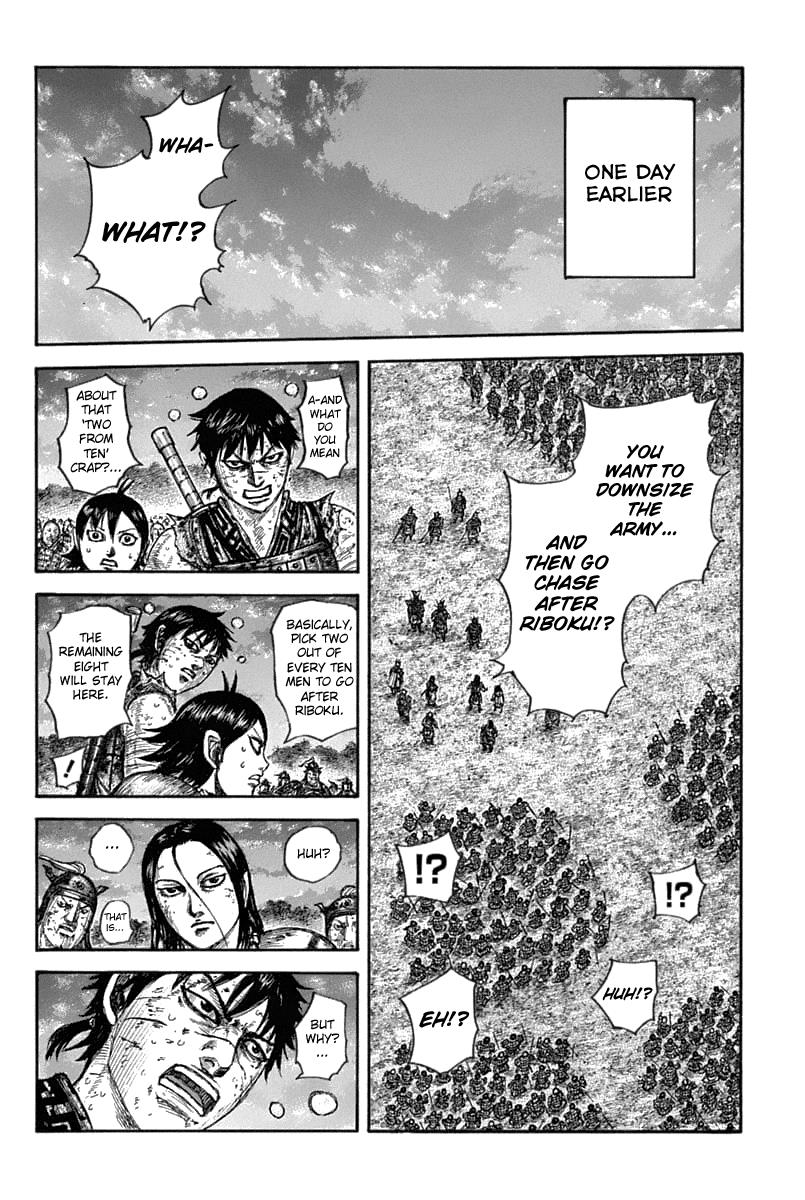 ONE DAY
EARLIER
WHA-
WHAT!?
YOU
WANT TO
DOWNSIZE
THE
ARMY...
AND
THEN GO
CHASE
AFTER
RIBOKU!?
!?
!?
HUH!?
EH!?
A-AND
WHAT
DO
YOU
MEAN
ABOUT
THAT
'TWO
FROM
TEN'
CRAP?...
BASICALLY,
PICK TWO
OUT OF
EVERY TEN
MEN TO GO
AFTER
RIBOKU.
THE
REMAINING
EIGHT
WILL STAY
HERE.
!
HUH?
...
THAT
IS...
BUT
WHY?
...